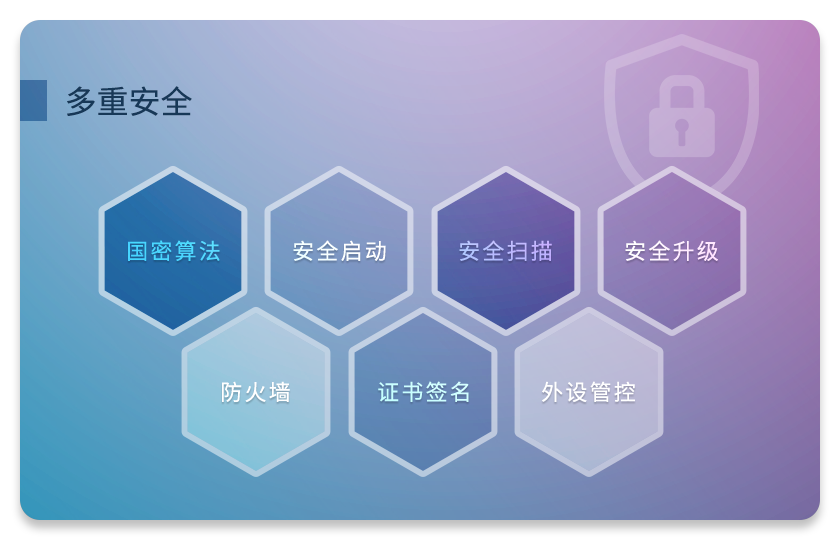 多重安全
国密算法
安全启动
安全扫描
安全升级
防火墙
证书签名
外设管控